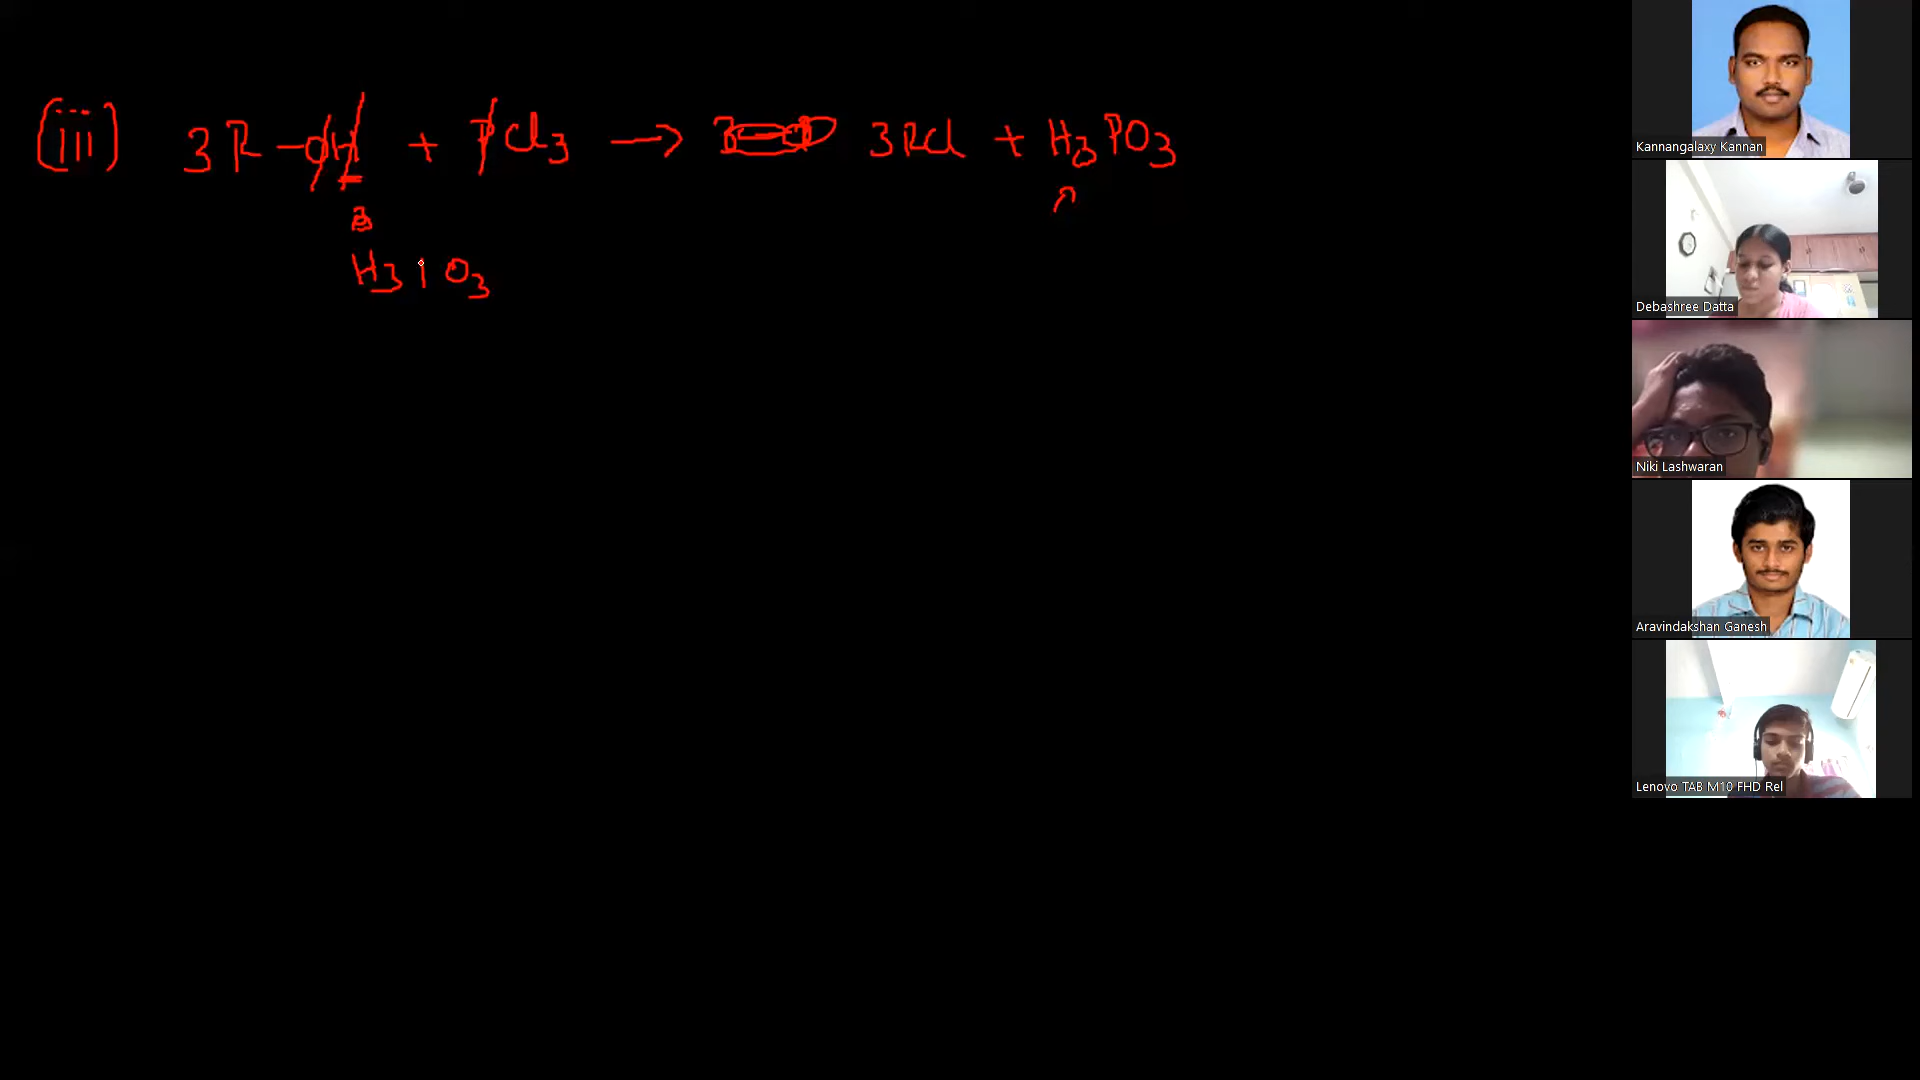 (iii) 3R-OH + PCl3 → 3RCl + H3PO3
3
H3PO3
Kannangalaxy Kannan
Debashree Datta
Niki Lashwaran
Aravindakshan Ganesh
Lenovo TAB M10 FHD Rel